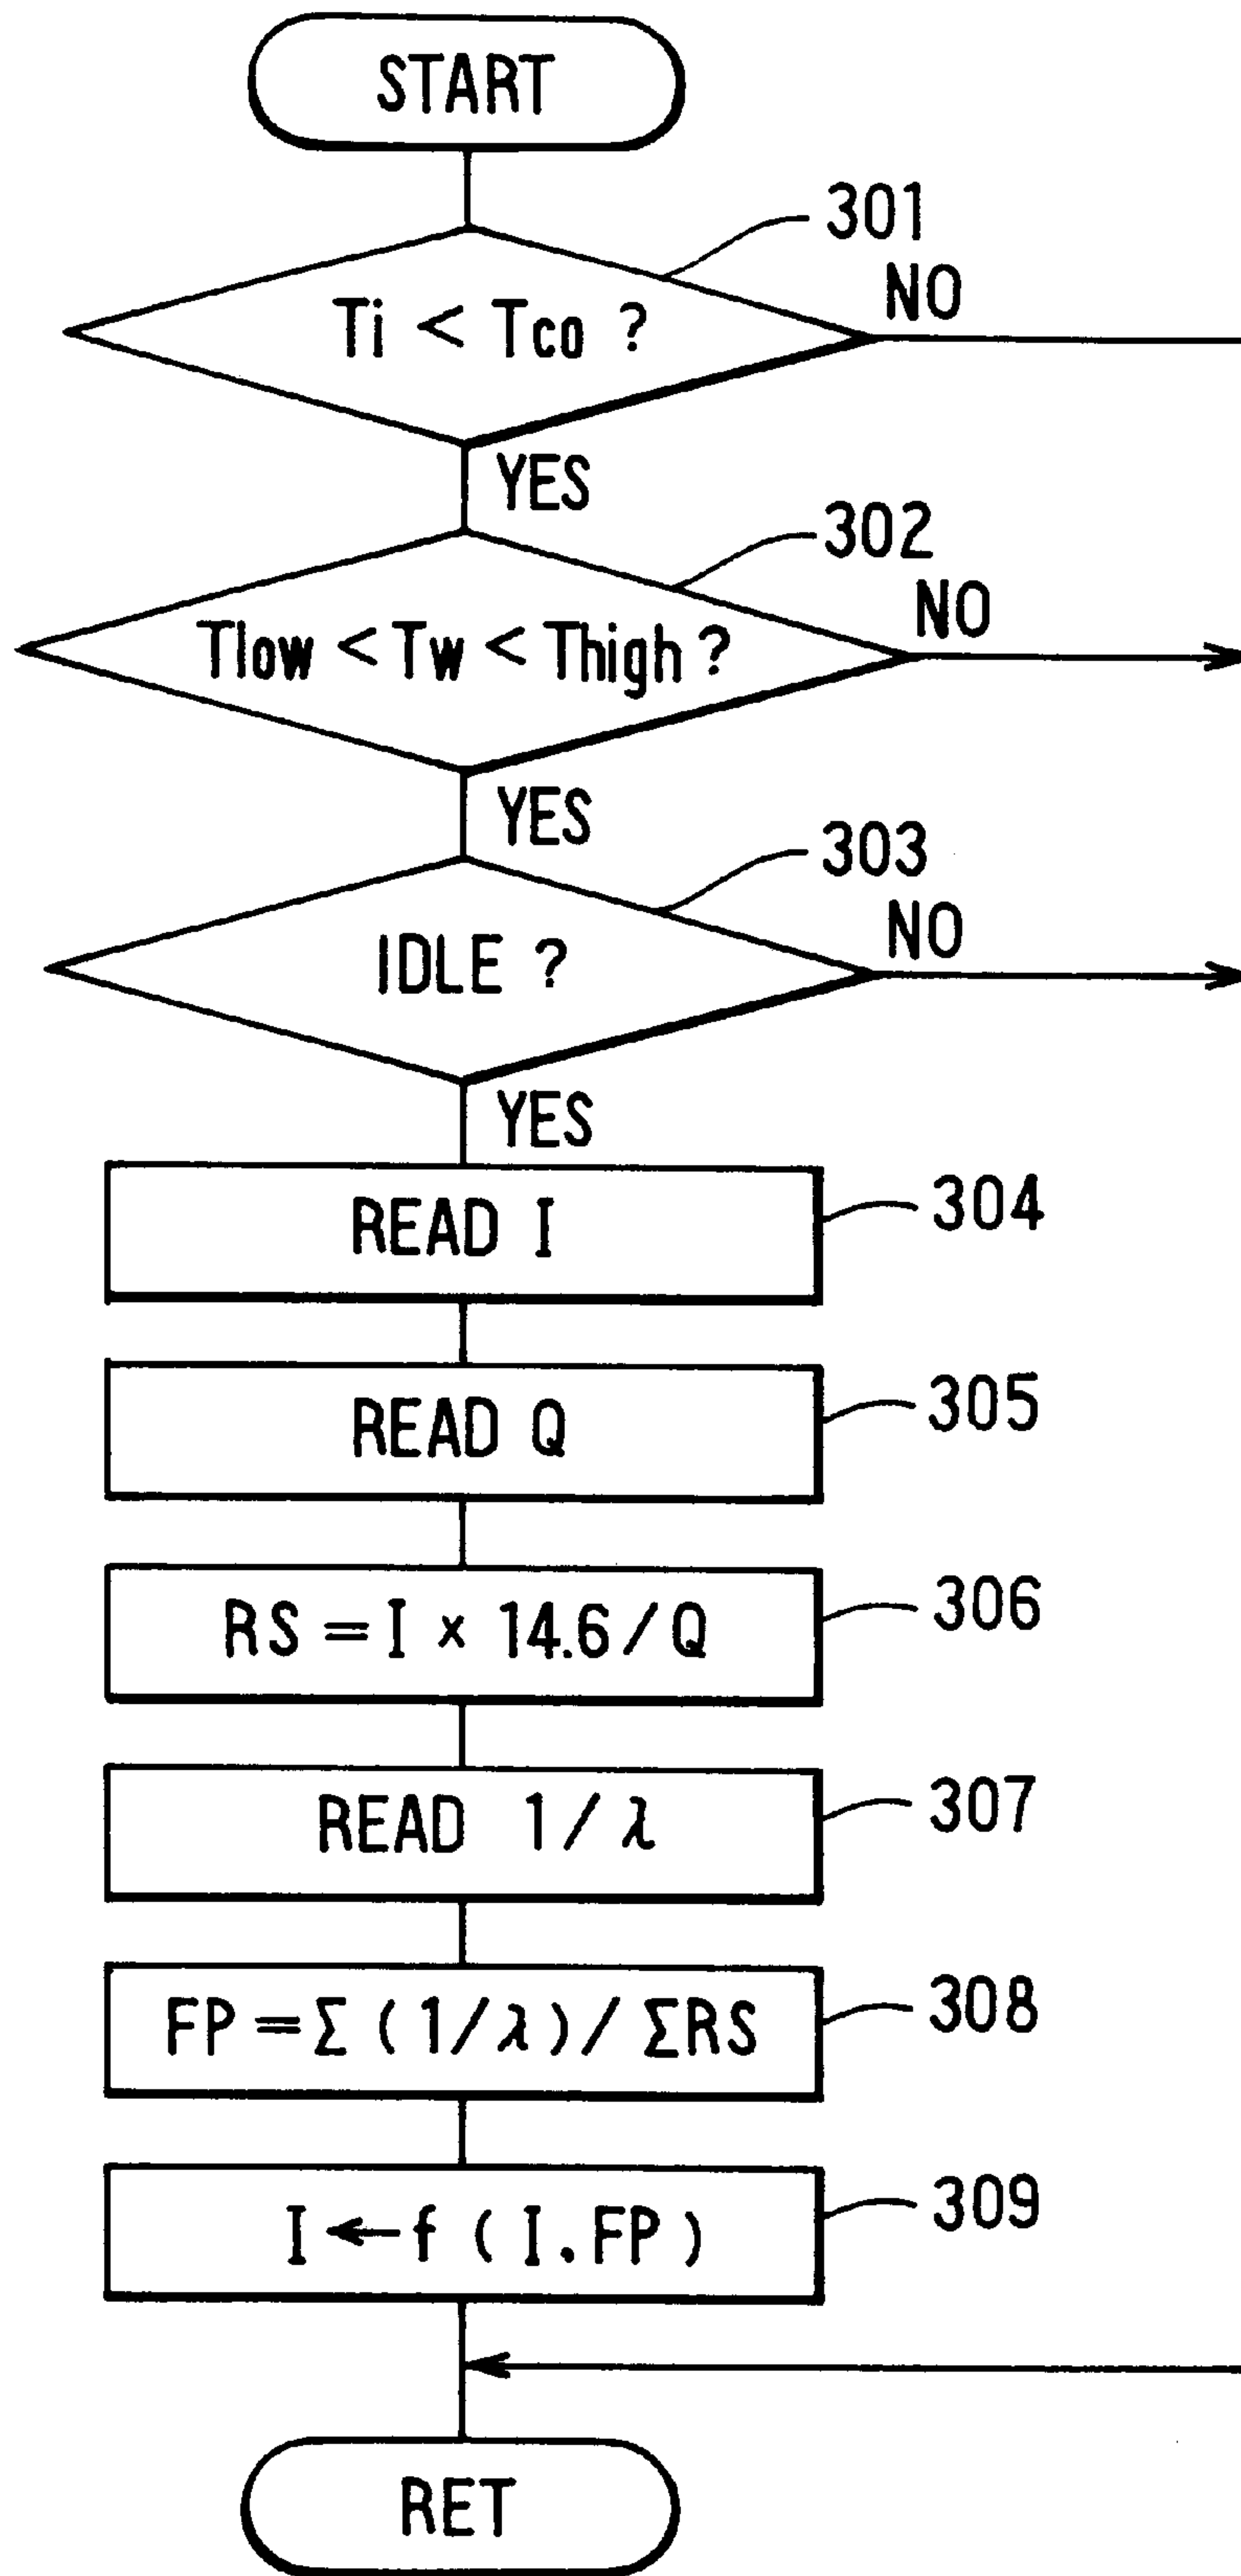 START
301
NO
Ti < Tco ?
YES
302
NO
Tlow < Tw < Thigh ?
YES
303
NO
IDLE ?
YES
READ I
304
READ Q
305
RS = I × 14.6 / Q
306
READ 1 / λ
307
FP = Σ ( 1/λ ) / ΣRS
308
I ← f ( I . FP )
309
RET